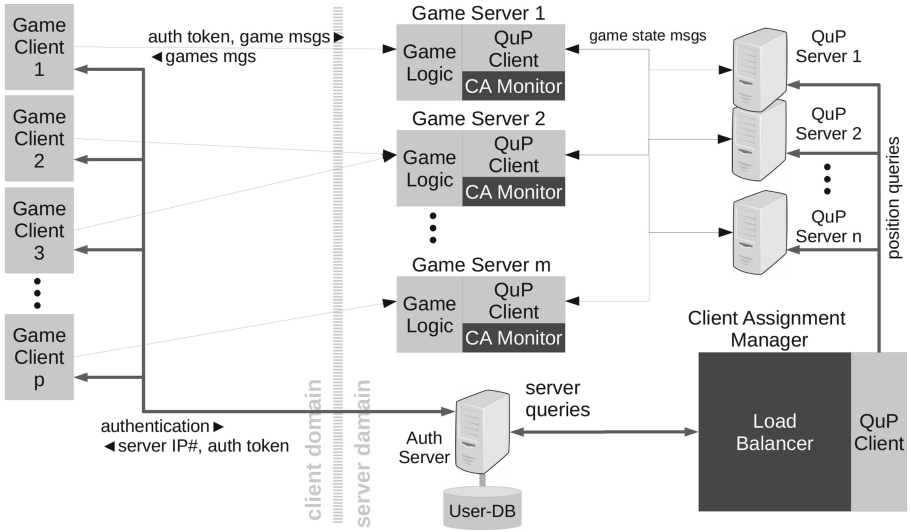 Game
Client
1
Game
Client
2
Game
Client
3
Game
Client
p
auth token, game msgs ►
◄ games mgs
Game Server 1
Game
Logic
QuP
Client
CA Monitor
Game Server 2
Game
Logic
QuP
Client
CA Monitor
Game Server m
Game
Logic
QuP
Client
CA Monitor
game state msgs
QuP
Server 1
QuP
Server 2
QuP
Server n
position queries
Client Assignment
Manager
Load
Balancer
QuP
Client
server
queries
authentication ►
◄ server IP#, auth token
client domain
server damain
Auth
Server
User-DB